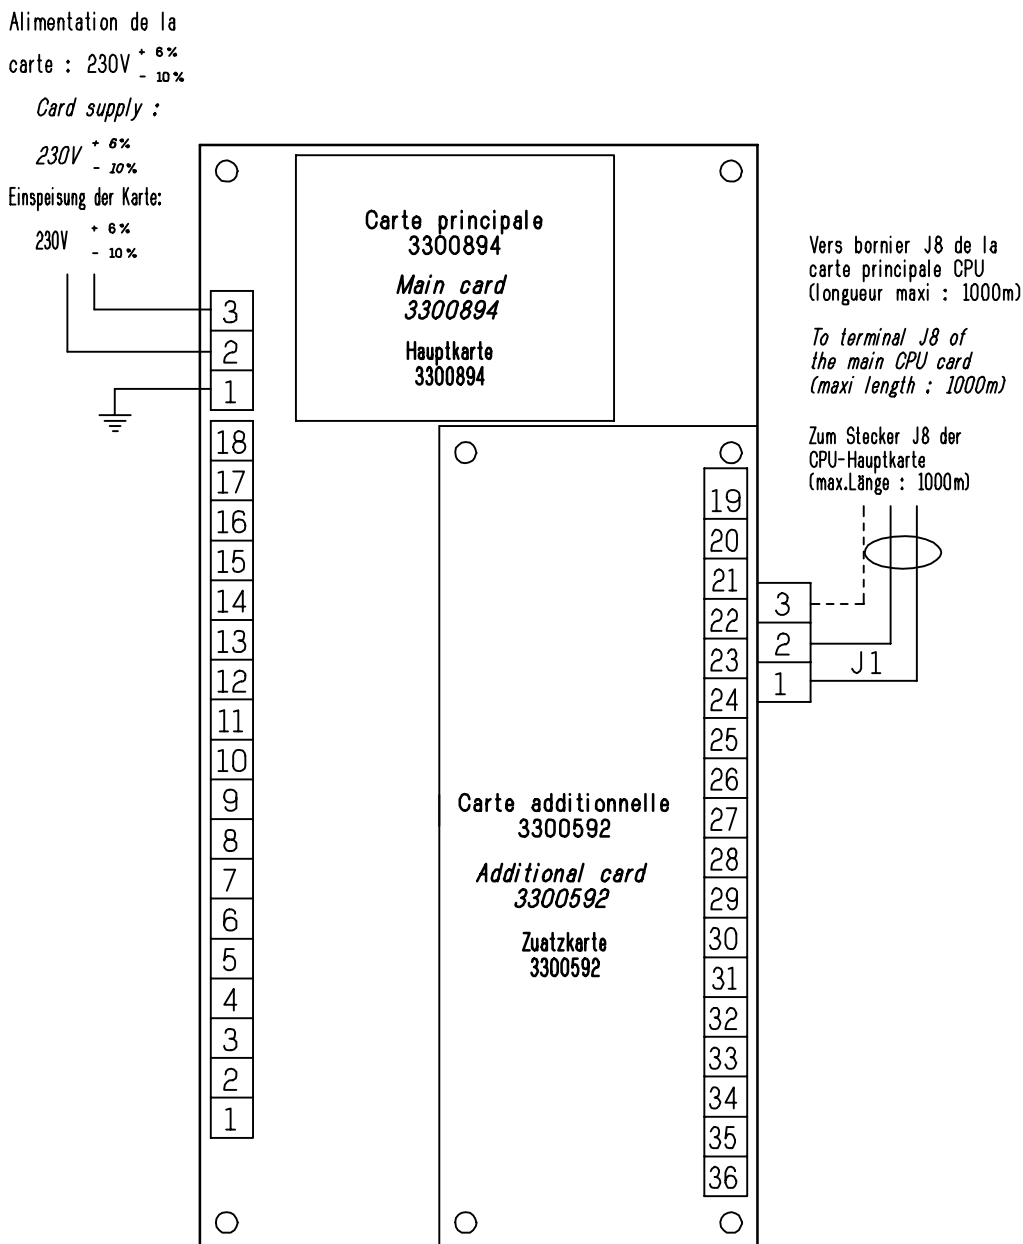 Alimentation de la
carte : 230V + 6%
- 10%
Card supply :
230V + 6%
- 10%
Einspeisung der Karte:
230V + 6%
- 10%
Carte principale
3300894
Main card
3300894
Hauptkarte
3300894
Vers bornier J8 de la
carte principale CPU
(longueur maxi : 1000m)
To terminal J8 of
the main CPU card
(maxi length : 1000m)
Zum Stecker J8 der
CPU-Hauptkarte
(max.Länge : 1000m)
3
2
1
18
17
16
15
14
13
12
11
10
9
8
7
6
5
4
3
2
1
19
20
21
22
23
24
25
26
27
28
29
30
31
32
33
34
35
36
3
2
1
J1
Carte additionnelle
3300592
Additional card
3300592
Zuatzkarte
3300592